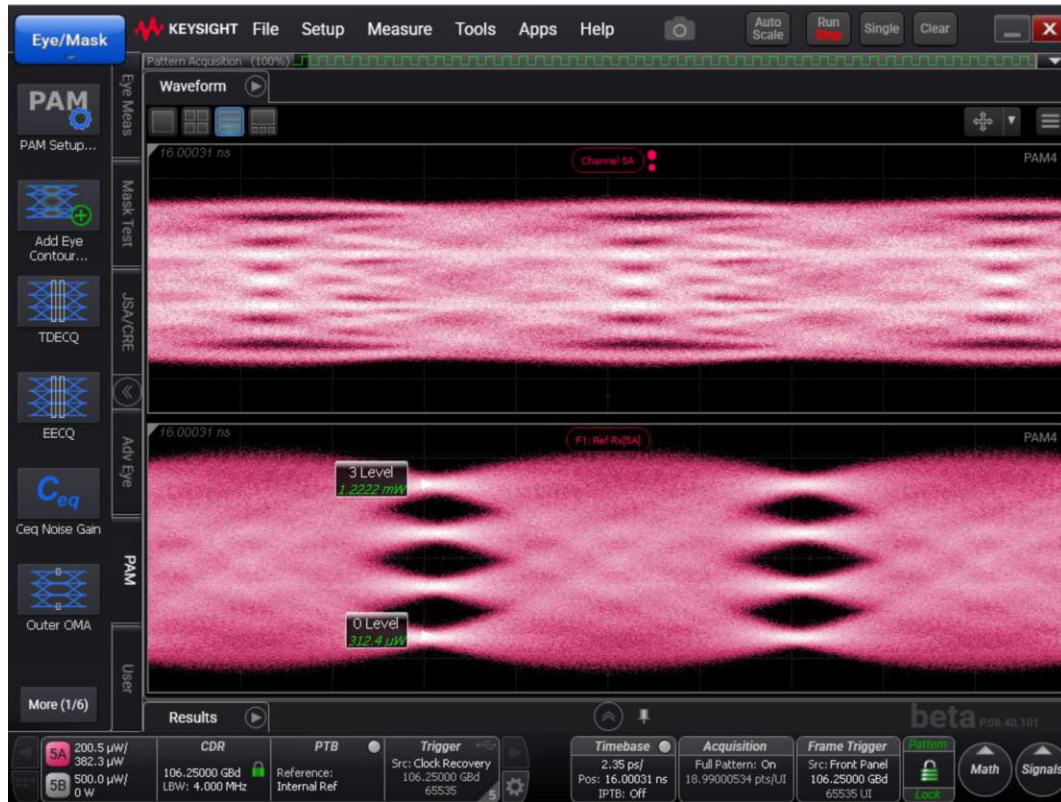 Eye/Mask
KEYSIGHT File Setup Measure Tools Apps Help
Auto Scale
Run Stop
Single
Clear
Pattern Acquisition (100%)
Waveform
PAM
PAM Setup...
Add Eye Contour...
TDECQ
EECQ
Ceq
Ceq Noise Gain
Outer OMA
More (1/6)
Eye Meas
Mask Test
JSA/CRE
Adv Eye
PAM
User
16.00031 ns
Channel 5A
PAM4
16.00031 ns
F1: Ref Rx[5A]
PAM4
3 Level
1.2222 mW
0 Level
312.4 µW
Results
beta P.08.40.101
5A 200.5 µW/
382.3 µW
5B 500.0 µW/
0 W
CDR
106.25000 GBd
LBW: 4.000 MHz
PTB
Reference:
Internal Ref
Trigger
Src: Clock Recovery
106.25000 GBd
65535
5
Timebase
2.35 ps/
Pos: 16.00031 ns
IPTB: Off
Acquisition
Full Pattern: On
18.99000534 pts/UI
Frame Trigger
Src: Front Panel
106.25000 GBd
65535 UI
Pattern
Lock
Math
Signals